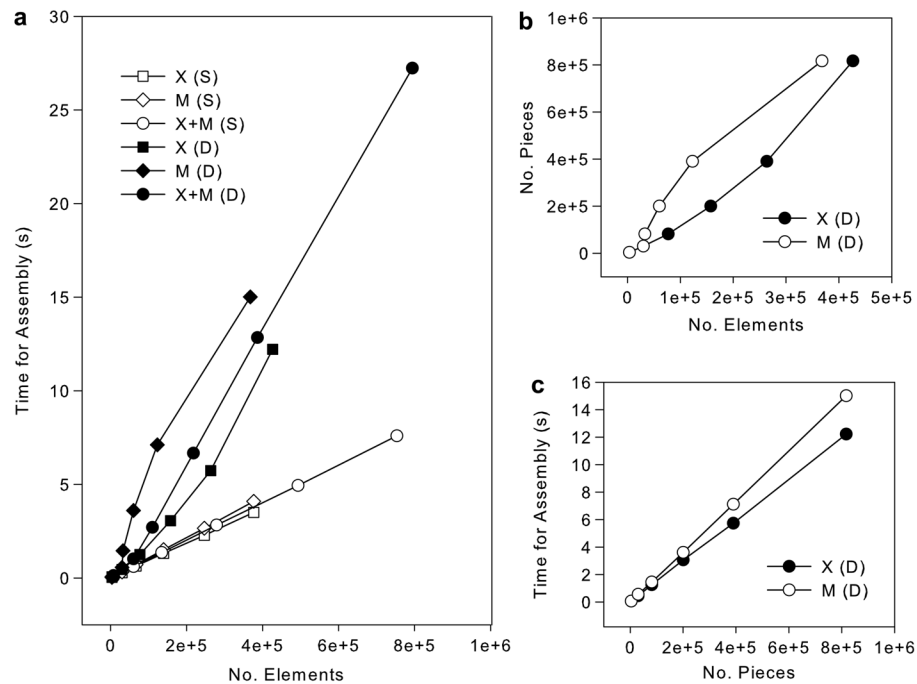 a
30
25
20
15
10
5
0
Time for Assembly (s)
X (S)
M (S)
X+M (S)
X (D)
M (D)
X+M (D)
0 2e+5 4e+5 6e+5 8e+5 1e+6
No. Elements
b
1e+6
8e+5
6e+5
4e+5
2e+5
0
No. Pieces
X (D)
M (D)
0 1e+5 2e+5 3e+5 4e+5 5e+5
No. Elements
c
16
14
12
10
8
6
4
2
0
Time for Assembly (s)
X (D)
M (D)
0 2e+5 4e+5 6e+5 8e+5 1e+6
No. Pieces